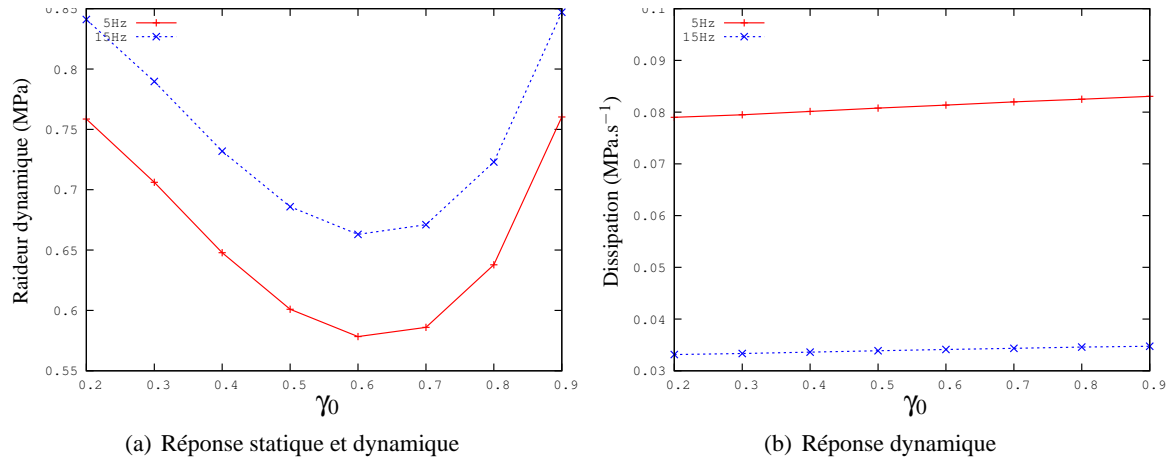 5Hz
15Hz
0.85
0.8
0.75
0.7
0.65
0.6
0.55
0.2 0.3 0.4 0.5 0.6 0.7 0.8 0.9
Raideur dynamique (MPa)
γ0
(a) Réponse statique et dynamique
5Hz
15Hz
0.1
0.09
0.08
0.07
0.06
0.05
0.04
0.03
0.2 0.3 0.4 0.5 0.6 0.7 0.8 0.9
Dissipation (MPa.s−1)
γ0
(b) Réponse dynamique